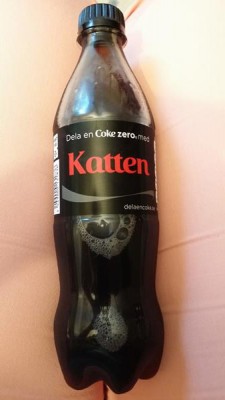 Dela en Coke zero med
Katten
delaencoke.se